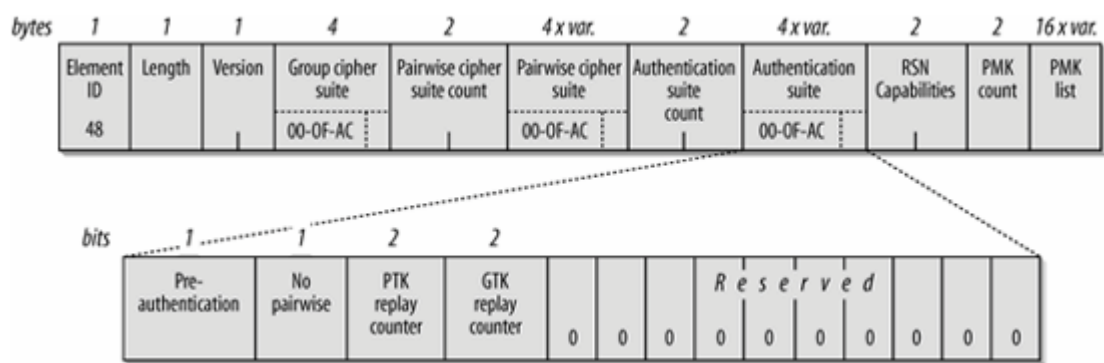 bytes 1 1 1 4 2 4 x var. 2 4 x var. 2 2 16 x var.
Element ID 48
Length
Version
Group cipher suite 00-0F-AC
Pairwise cipher suite count
Pairwise cipher suite 00-0F-AC
Authentication suite count
Authentication suite 00-0F-AC
RSN Capabilities
PMK count
PMK list
bits 1 1 2 2
Pre-authentication
No pairwise
PTK replay counter
GTK replay counter
Reserved
0 0 0 0 0 0 0 0 0 0